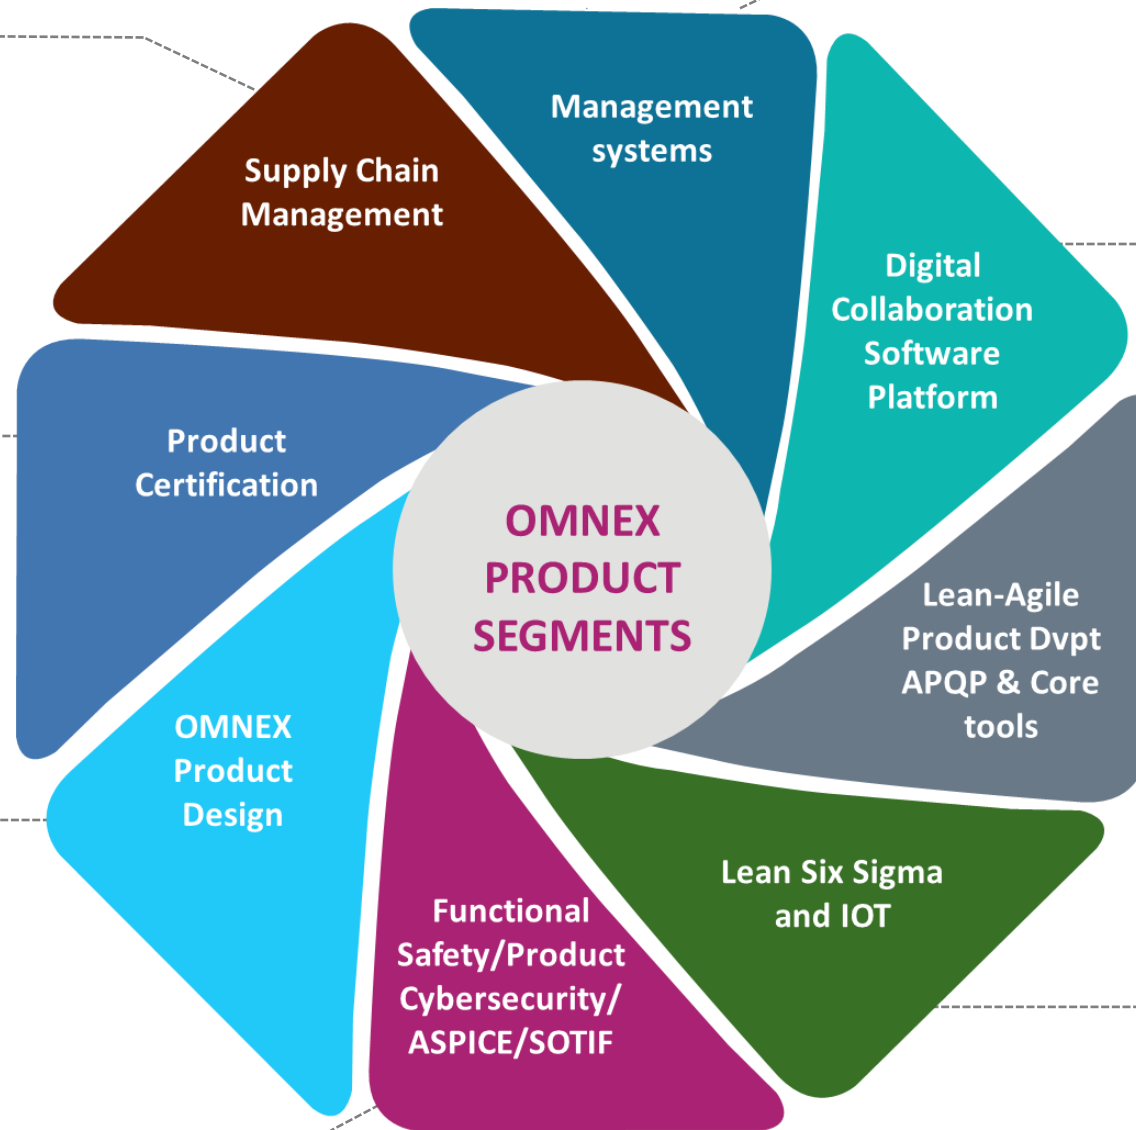 Management
systems
Supply Chain
Management
Digital
Collaboration
Software
Platform
Product
Certification
OMNEX
PRODUCT
SEGMENTS
Lean-Agile
Product Dvpt
APQP & Core
tools
OMNEX
Product
Design
Lean Six Sigma
and IOT
Functional
Safety/Product
Cybersecurity/
ASPICE/SOTIF